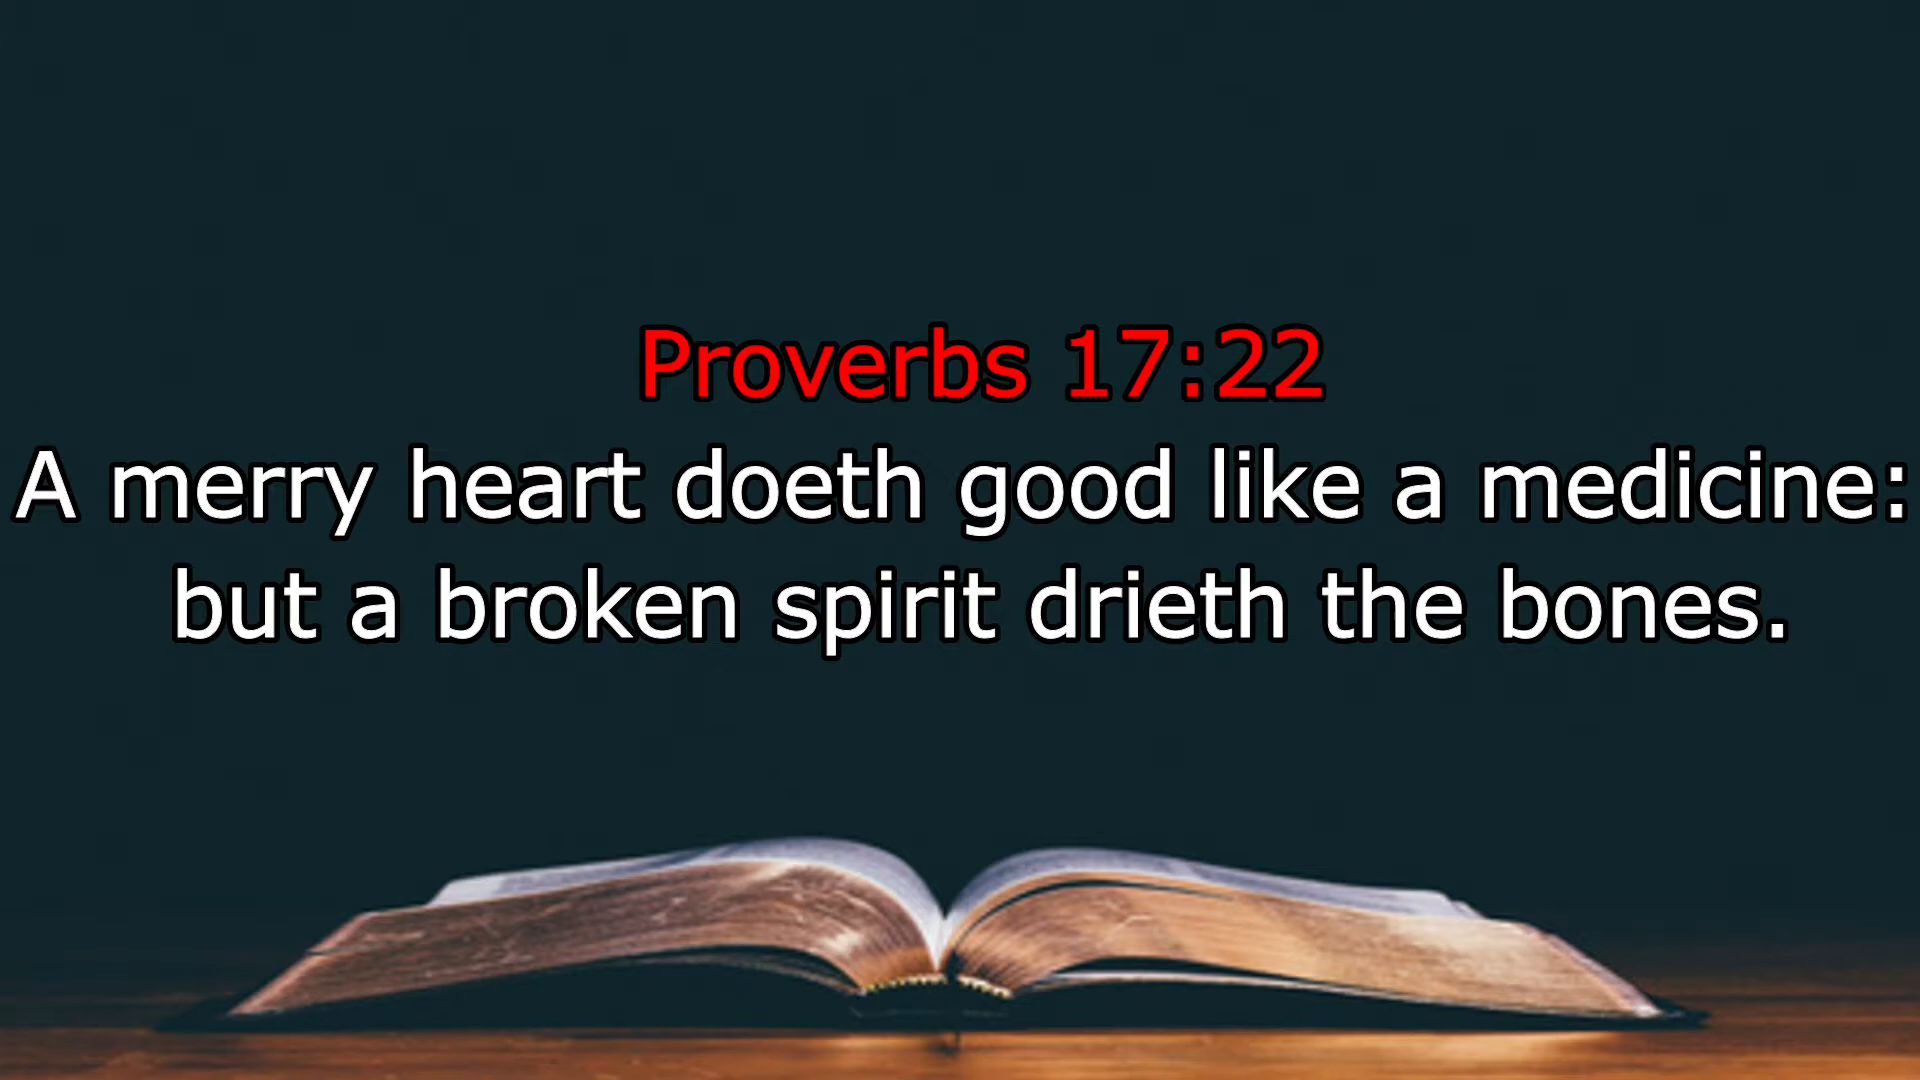 Proverbs 17:22
A merry heart doeth good like a medicine:
but a broken spirit drieth the bones.